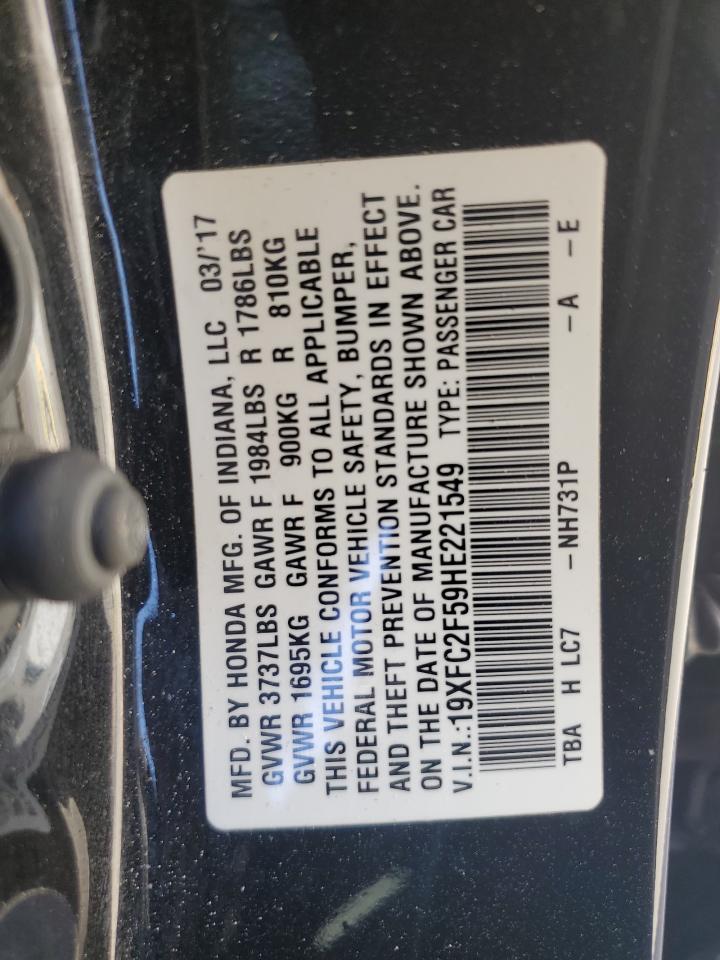 MFD. BY HONDA MFG. OF INDIANA, LLC 03/'17
GVWR 3737LBS GAWR F 1984LBS R 1786LBS
GVWR 1695KG GAWR F 900KG R 810KG
THIS VEHICLE CONFORMS TO ALL APPLICABLE
FEDERAL MOTOR VEHICLE SAFETY, BUMPER,
AND THEFT PREVENTION STANDARDS IN EFFECT
ON THE DATE OF MANUFACTURE SHOWN ABOVE.
V.I.N.:19XFC2F59HE221549 TYPE: PASSENGER CAR
TBA H LC7 -NH731P -A -E